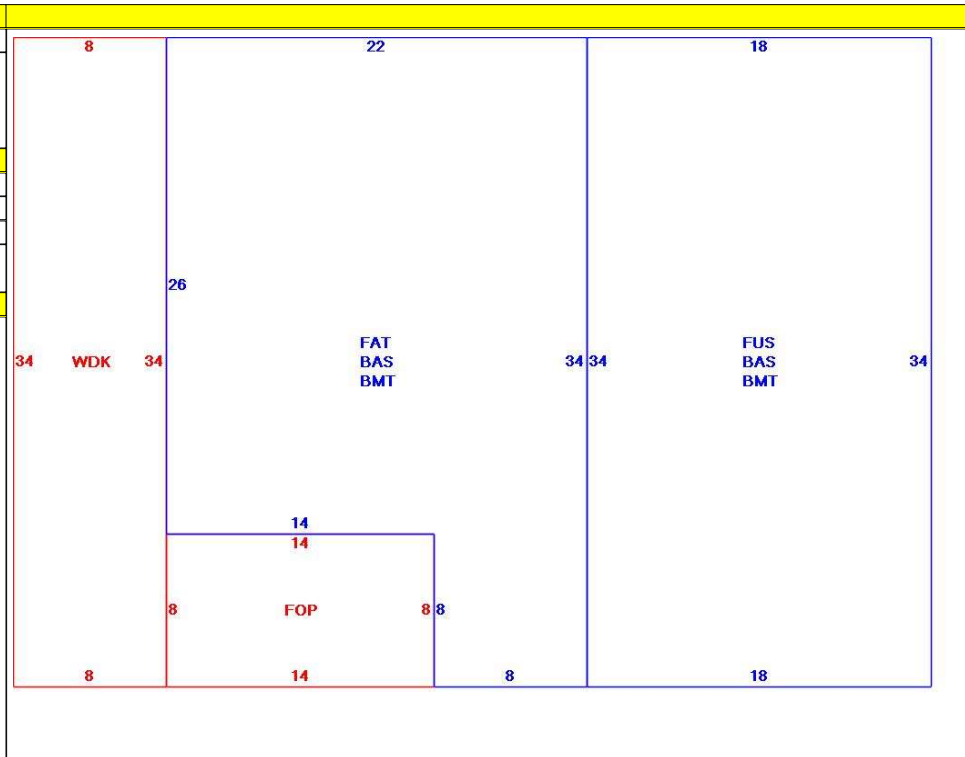 8 22 18
26
FAT FUS
34 WDK 34 BAS 34 34 BAS 34
BMT BMT
14
14
8 FOP 8 8
8 14 8 18